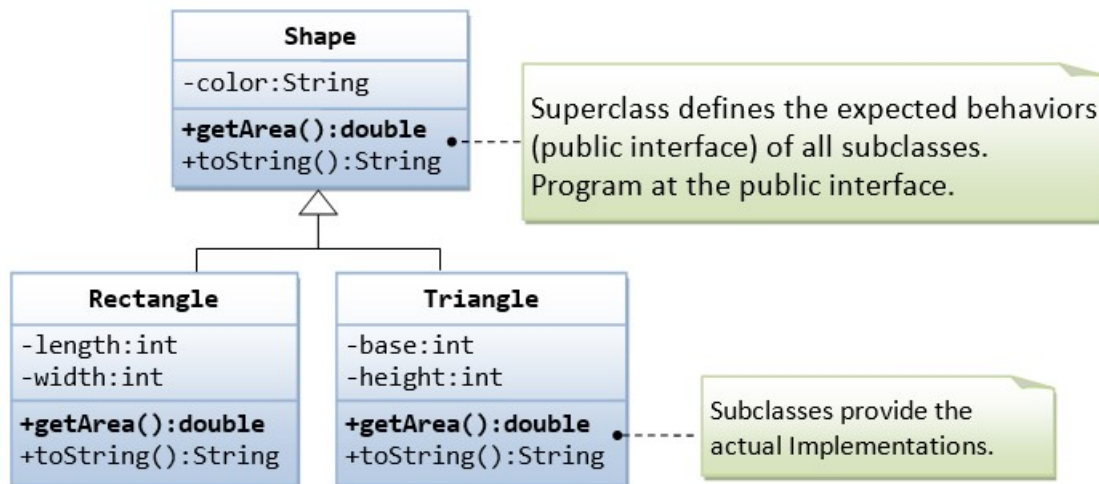 Shape
-color:String
+getArea():double
+toString():String
Superclass defines the expected behaviors
(public interface) of all subclasses.
Program at the public interface.
Rectangle
-length:int
-width:int
+getArea():double
+toString():String
Triangle
-base:int
-height:int
+getArea():double
+toString():String
Subclasses provide the
actual Implementations.